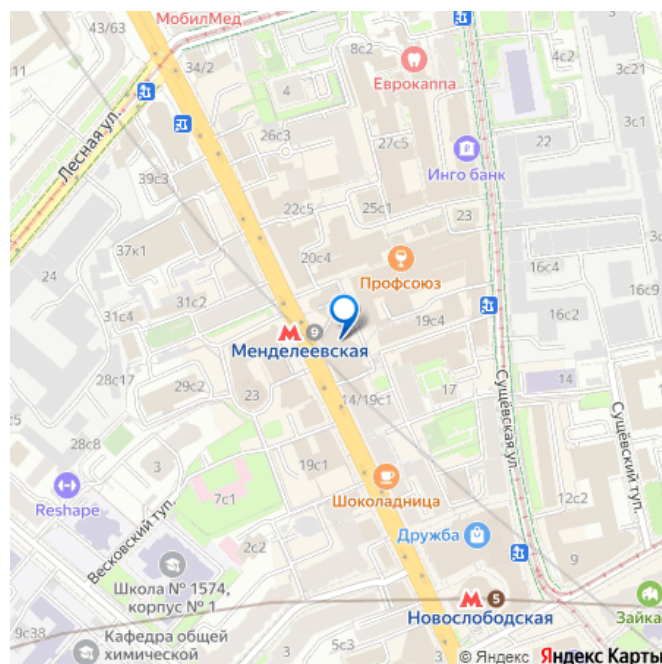 43/63
МобилМед
8с2
4с2
3с21
11
34/2
4
Еврокаппа
Лесная ул.
26с3
27с5
22
3с1
Инго банк
39с3
22с5
25с1
23
37к1
20с4
24
Профсоюз
16с4
31с2
16с9
31с4
9
19с4
16с2
Менделеевская
28с17
29с2
23
14/19с1
17
14
Сущёвская ул.
Сущёвский туп.
28с8
3
19с1
Reshape
7с1
Шоколадница
12с2
Весковский туп.
2с2
Дружба
9
Школа № 1574,
корпус № 1
3
5
Зайка
Новослободская
9с38
Кафедра общей
химической
5с3
3
© Яндекс Яндекс Карты